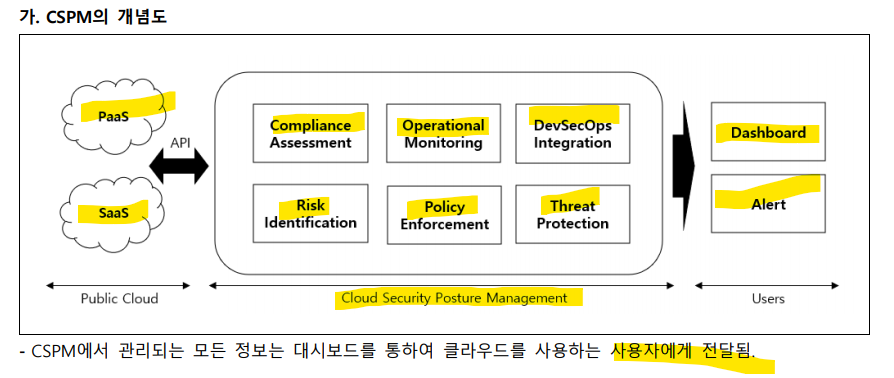 가. CSPM의 개념도
PaaS
SaaS
API
Compliance
Assessment
Operational
Monitoring
DevSecOps
Integration
Risk
Identification
Policy
Enforcement
Threat
Protection
Dashboard
Alert
Public Cloud
Cloud Security Posture Management
Users
- CSPM에서 관리되는 모든 정보는 대시보드를 통하여 클라우드를 사용하는 사용자에게 전달됨.